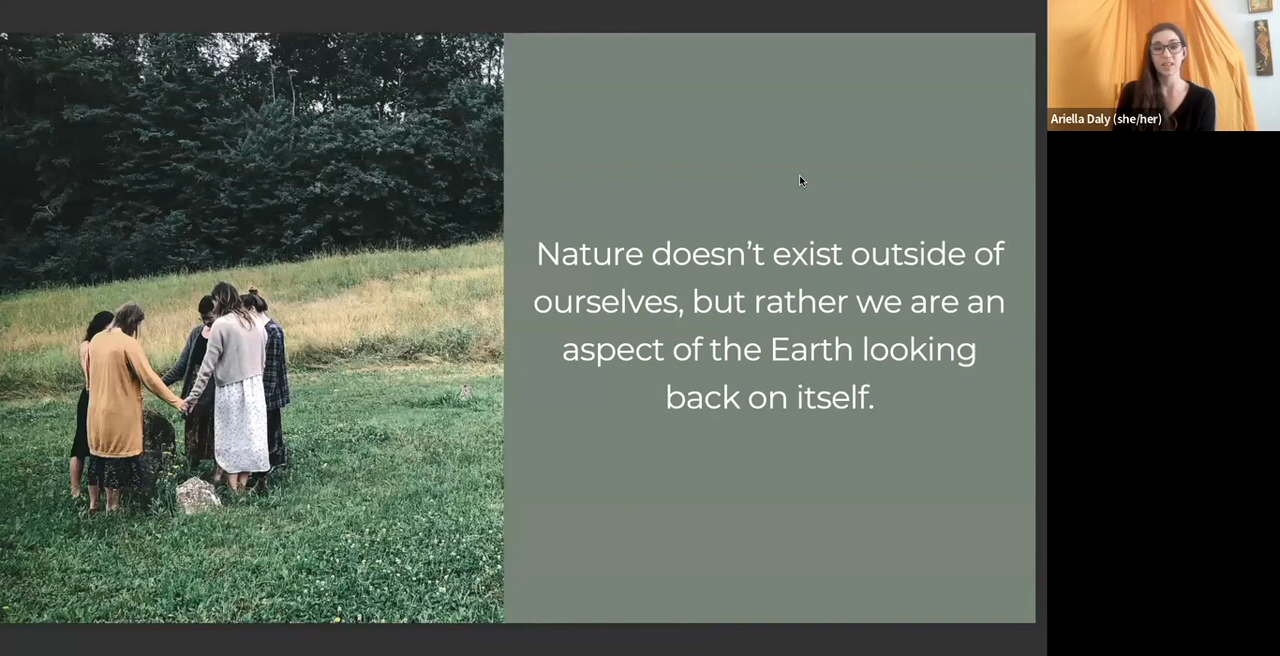 Nature doesn’t exist outside of
ourselves, but rather we are an
aspect of the Earth looking
back on itself.
Ariella Daly (she/her)